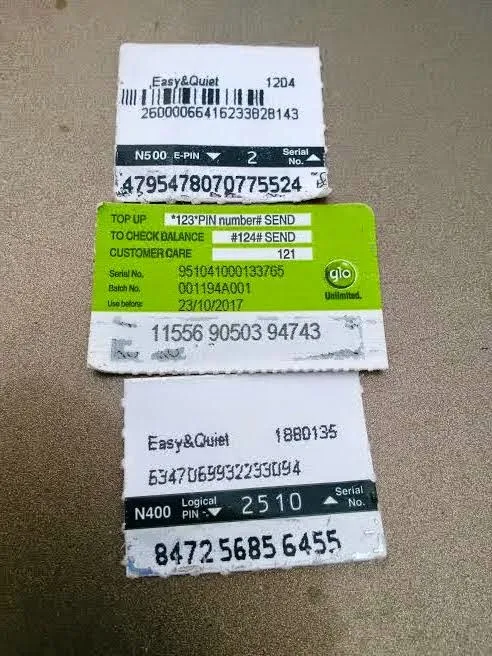 Easy&Quiet 1204
26000066416233828143
N500 E-PIN 2 Serial No.
4795478070775524
TOP UP *123*PIN number# SEND
TO CHECK BALANCE #124# SEND
CUSTOMER CARE 121
Serial No. 951041000133765
Batch No. 001194A001
Use before: 23/10/2017
glo
Unlimited.
11556 90503 94743
Easy&Quiet 1880135
6347069932293094
N400 Logical PIN 2510 Serial No.
8472 5685 6455